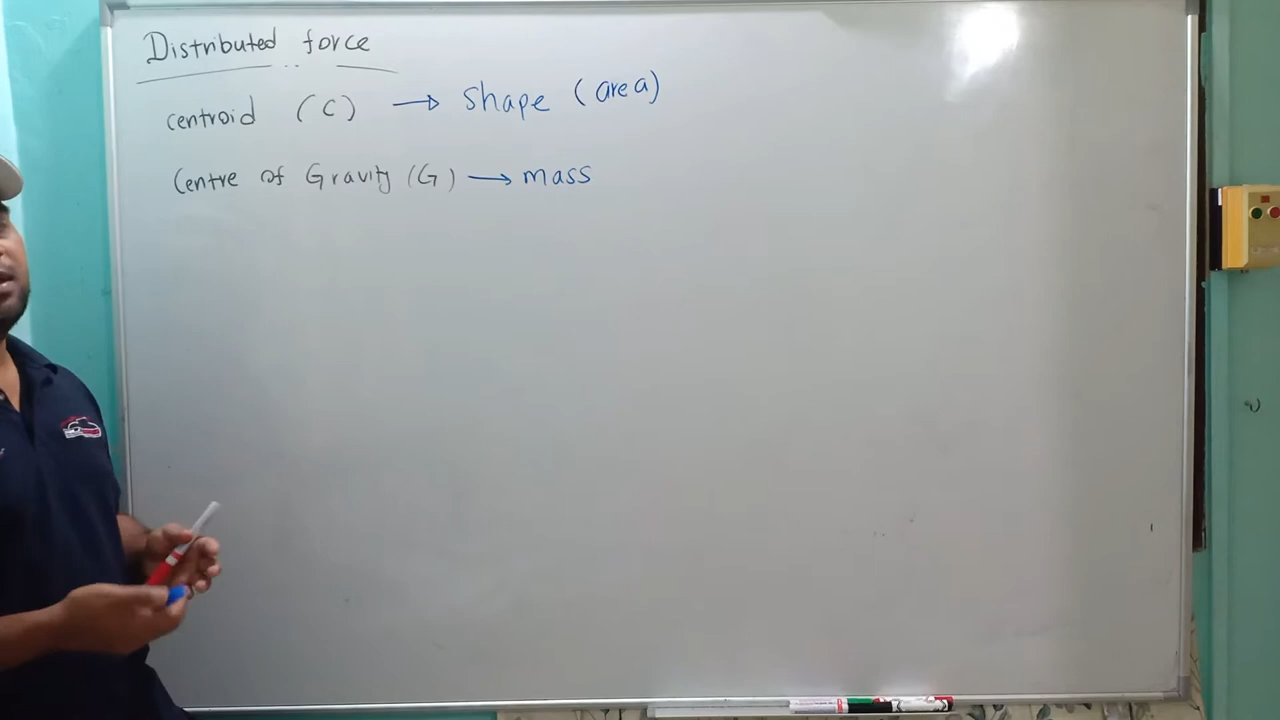 Distributed force
centroid (C) → shape (area)
Centre of Gravity (G) → mass